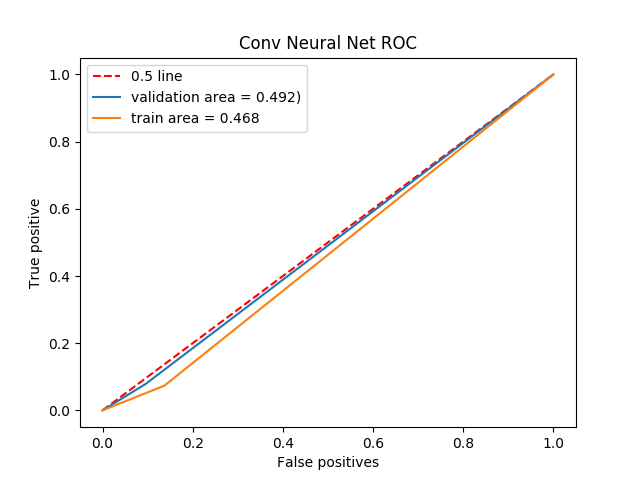 Conv Neural Net ROC
0.5 line
validation area = 0.492)
train area = 0.468
True positive
1.0
0.8
0.6
0.4
0.2
0.0
0.0 0.2 0.4 0.6 0.8 1.0
False positives